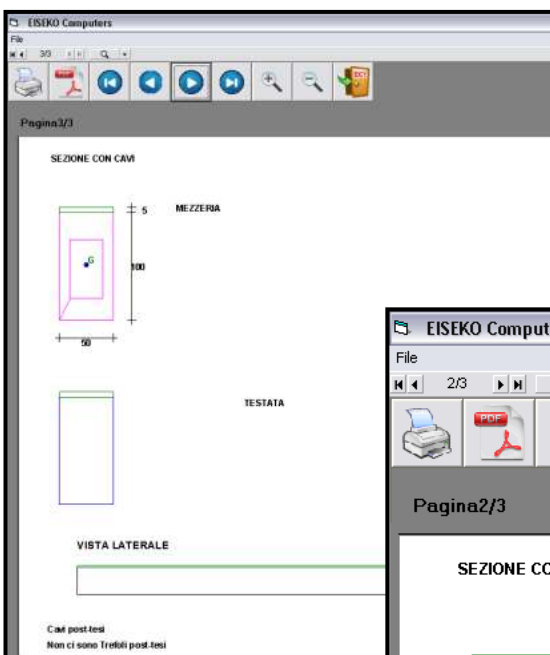 EISEKO Computers
File
3/3
Pagina3/3
SEZIONE CON CAVI
5
MEZZERIA
G
100
50
TESTATA
VISTA LATERALE
Cavi post-tesi
Non ci sono Trefoli post-tesi
EISEKO Comput
File
2/3
PDF
Pagina2/3
SEZIONE CO